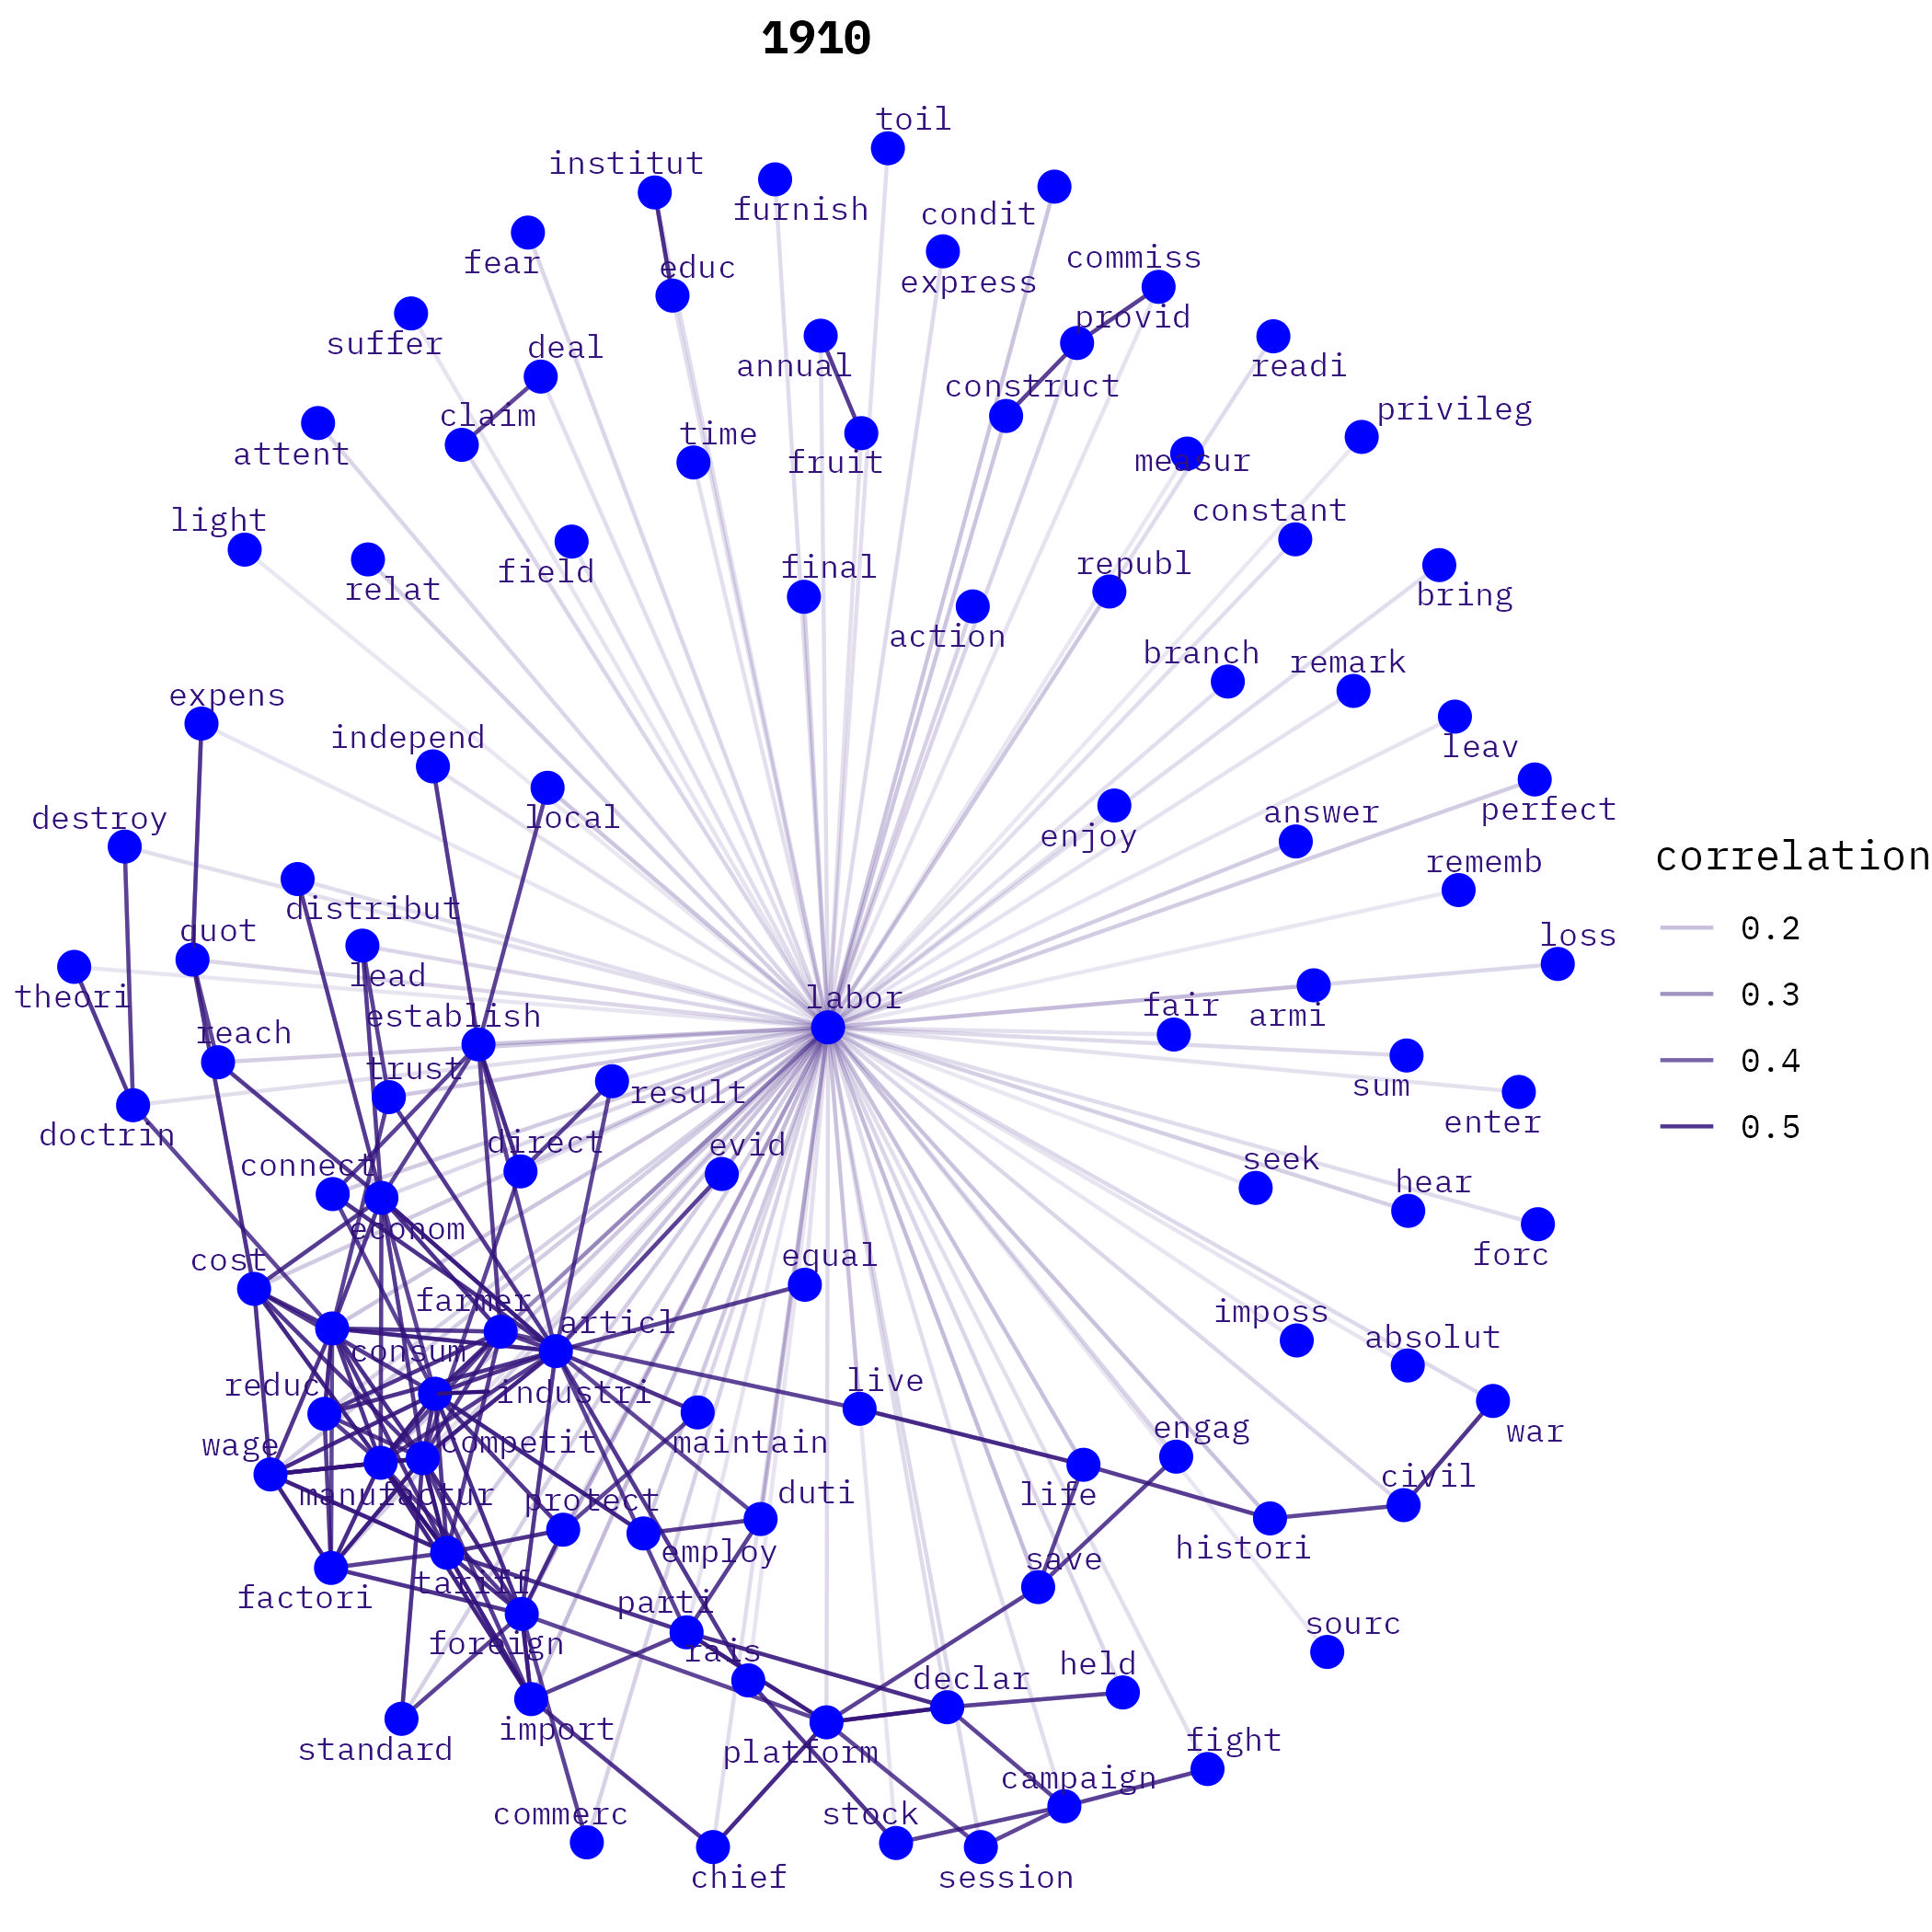 1910
toil
institut
furnish
condit
fear
commiss
educ
express
provid
suffer
deal
annual
readi
construct
privileg
claim
time
attent
fruit
measur
light
constant
field
final
republ
relat
bring
action
branch
remark
expens
independ
leav
destroy
local
answer
perfect
enjoy
correlation
rememb
distribut
quot
0.2
loss
lead
theori
labor
0.3
fair
armi
establish
reach
trust
0.4
sum
result
enter
0.5
doctrin
direct
evid
connect
seek
hear
econom
cost
equal
forc
farmer
articl
imposs
absolut
consum
reduc
industri
live
engag
war
wage
competit
maintain
civil
manufactur
protect
duti
life
histori
employ
save
factori
tariff
parti
sourc
foreign
rais
held
declar
standard
import
platform
fight
campaign
commerc
stock
chief
session